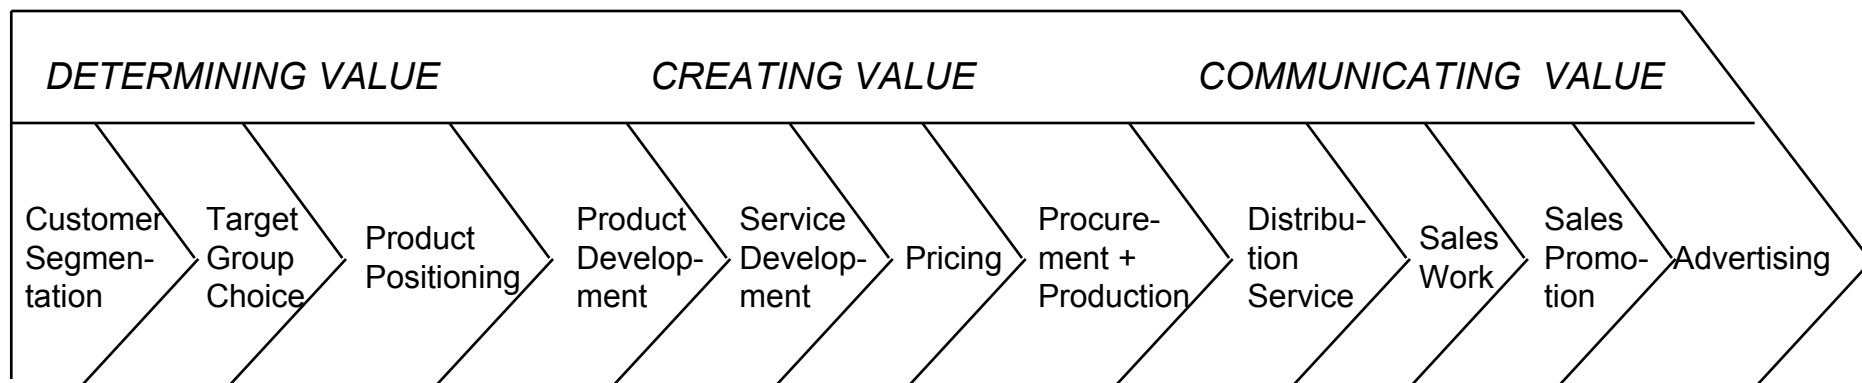 DETERMINING VALUE
CREATING VALUE
COMMUNICATING VALUE
Customer
Segmen-
tation
Target
Group
Choice
Product
Positioning
Product
Develop-
ment
Service
Develop-
ment
Pricing
Procure-
ment +
Production
Distribu-
tion
Service
Sales
Work
Sales
Promo-
tion
Advertising